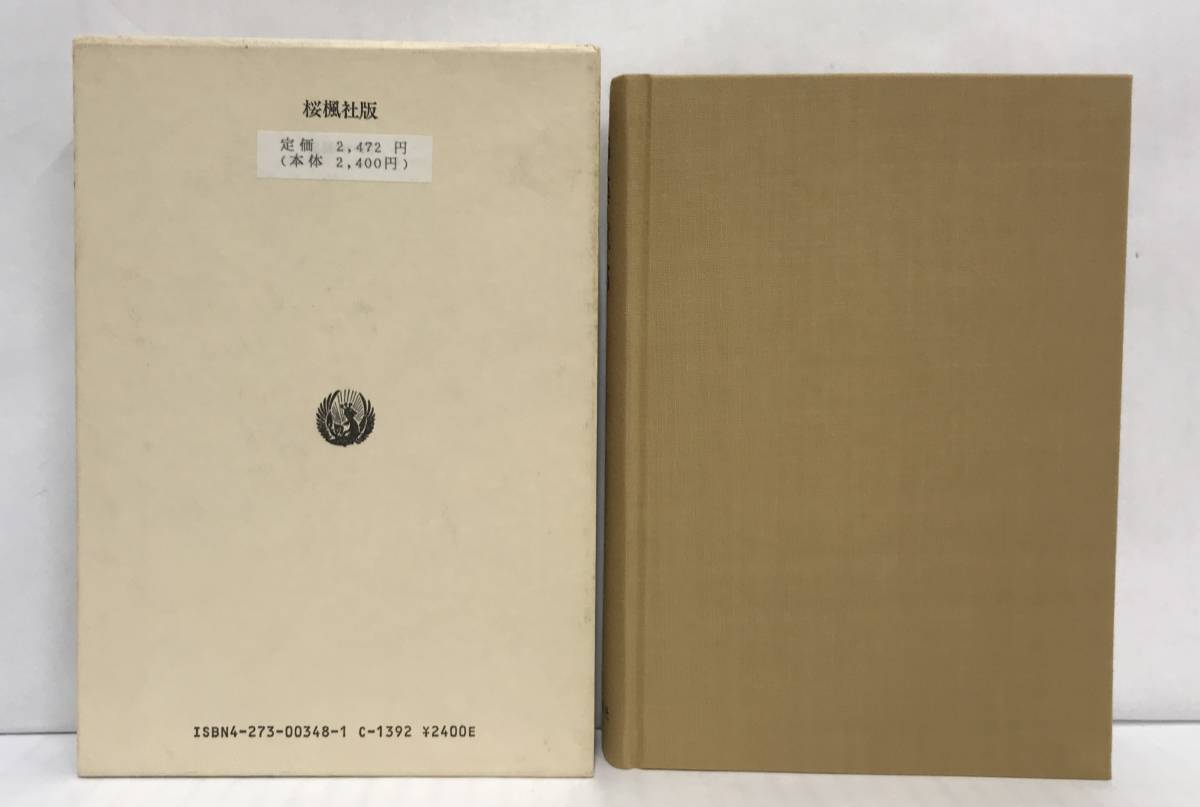 桜楓社版
定価 2,472 円
(本体 2,400円)
ISBN4-273-00348-1 C-1392 ¥2400E